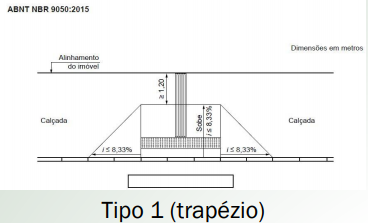 ABNT NBR 9050:2015
Dimensões em metros
Alinhamento
do imóvel
≥ 1,20
Calçada
Sobe
i ≤ 8,33%
Calçada
i ≤ 8,33%
i ≤ 8,33%
Tipo 1 (trapézio)